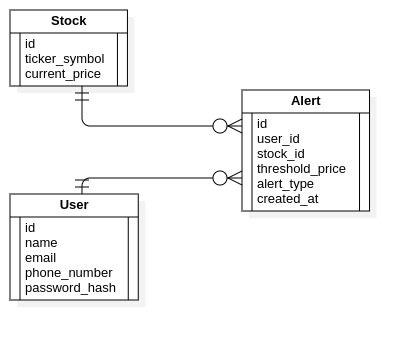 Stock
id
ticker_symbol
current_price
Alert
id
user_id
stock_id
threshold_price
alert_type
created_at
User
id
name
email
phone_number
password_hash